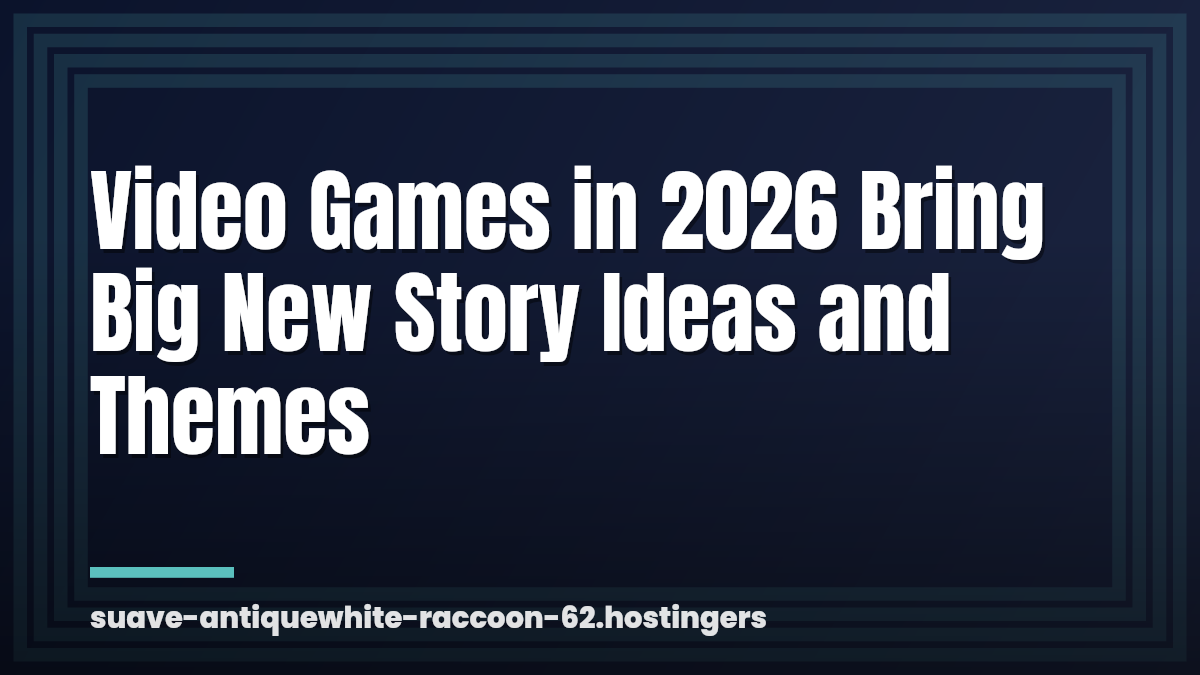 Video Games in 2026 Bring
Big New Story Ideas and
Themes
suave-antiquewhite-raccoon-62.hostingers